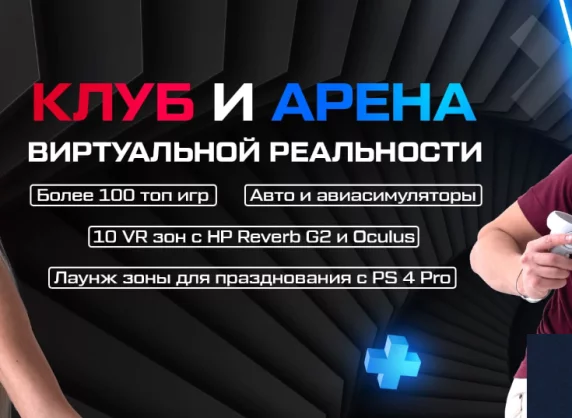 КЛУБ И АРЕНА
ВИРТУАЛЬНОЙ РЕАЛЬНОСТИ
Более 100 топ игр
Авто и авиасимуляторы
10 VR зон с HP Reverb G2 и Oculus
Лаунж зоны для празднования с PS 4 Pro